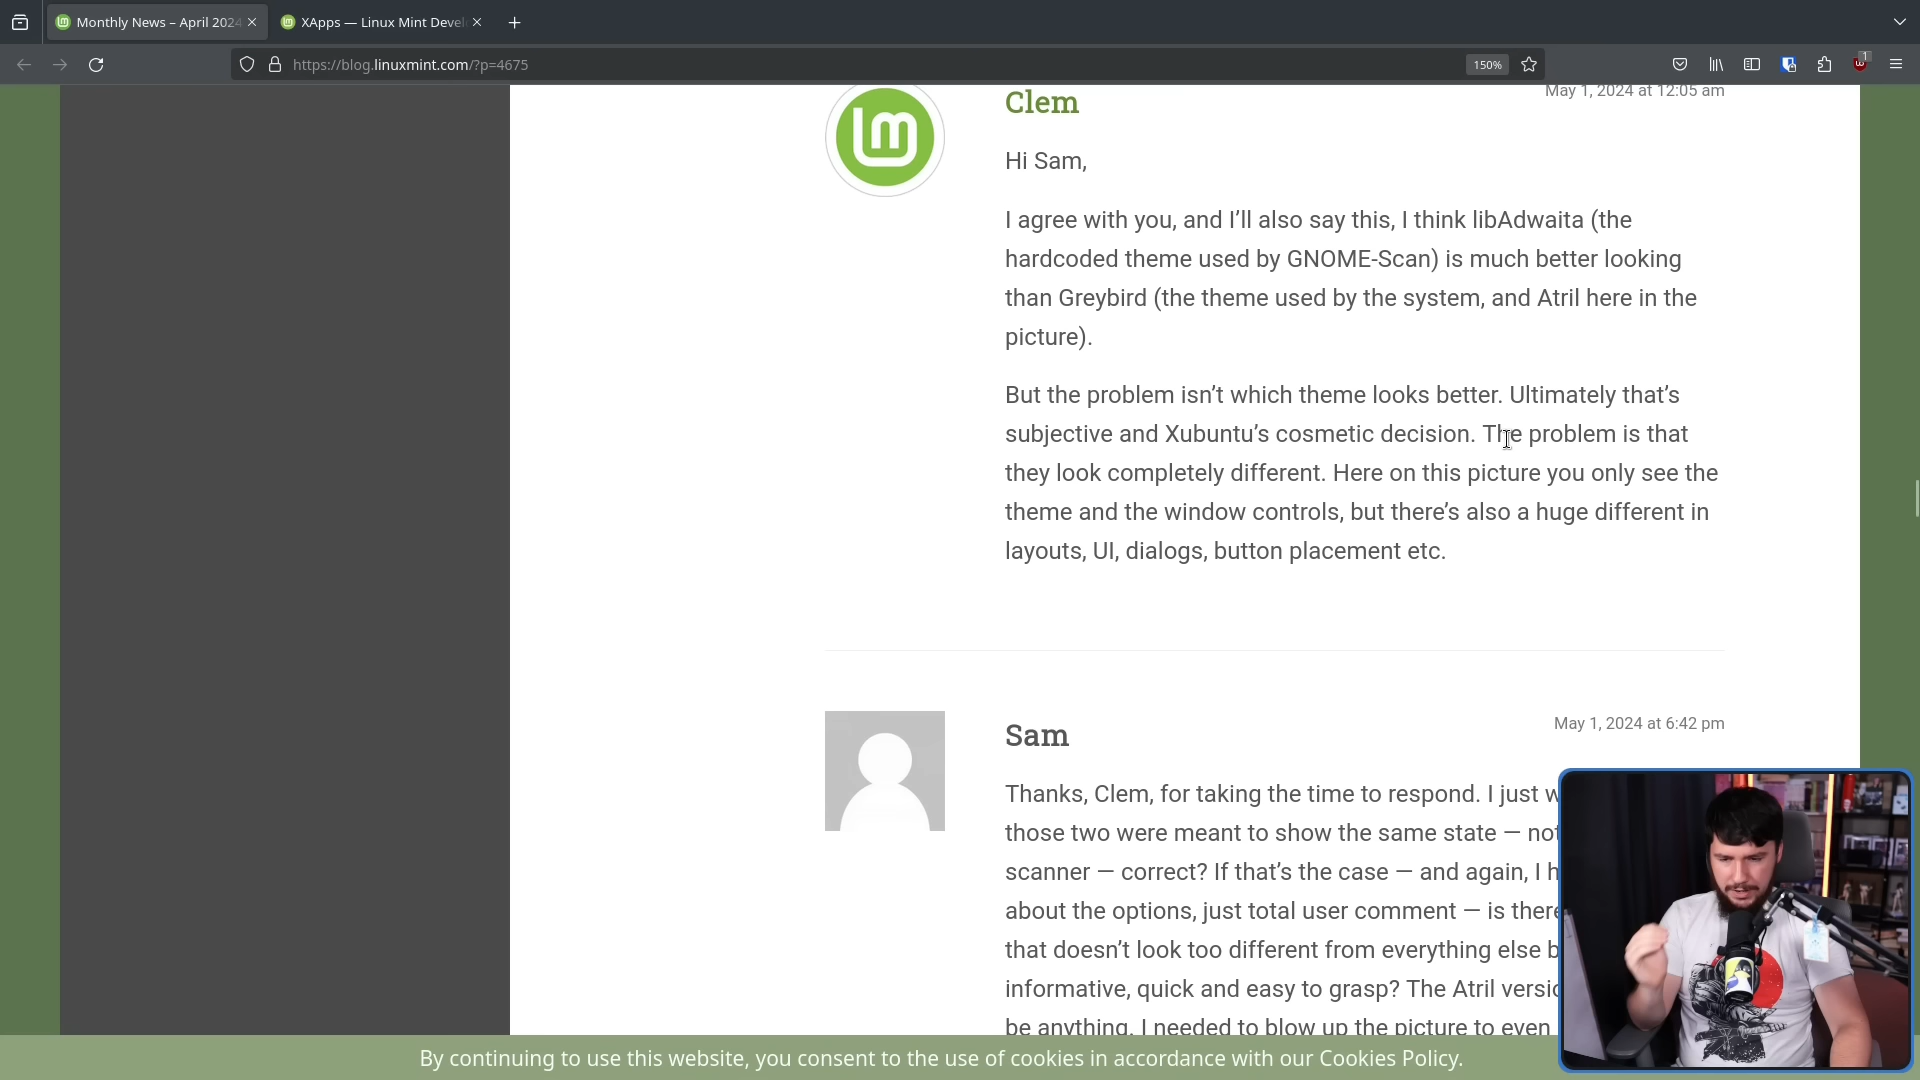 Monthly News – April 2024
XApps — Linux Mint Devel
https://blog.linuxmint.com/?p=4675
150%
1
Clem
May 1, 2024 at 12:05 am
Hi Sam,
I agree with you, and I’ll also say this, I think libAdwaita (the
hardcoded theme used by GNOME-Scan) is much better looking
than Greybird (the theme used by the system, and Atril here in the
picture).
But the problem isn’t which theme looks better. Ultimately that’s
subjective and Xubuntu’s cosmetic decision. The problem is that
they look completely different. Here on this picture you only see the
theme and the window controls, but there’s also a huge different in
layouts, UI, dialogs, button placement etc.
Sam
May 1, 2024 at 6:42 pm
Thanks, Clem, for taking the time to respond. I just w
those two were meant to show the same state — not
scanner — correct? If that’s the case — and again, I h
about the options, just total user comment — is there
that doesn’t look too different from everything else b
informative, quick and easy to grasp? The Atril versio
be anything. I needed to blow up the picture to even
By continuing to use this website, you consent to the use of cookies in accordance with our Cookies Policy.